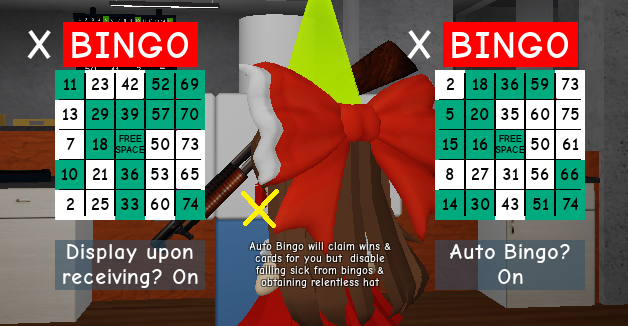 X BINGO
11 23 42 52 69
13 29 39 57 70
7 18 FREE SPACE 50 73
10 21 36 53 65
2 25 33 60 74
Display upon
receiving? On
Auto Bingo will claim wins &
cards for you but disable
falling sick from bingos &
obtaining relentless hat
X BINGO
2 18 36 59 73
5 20 35 60 75
15 16 FREE SPACE 50 61
8 27 31 56 66
14 30 43 51 74
Auto Bingo?
On